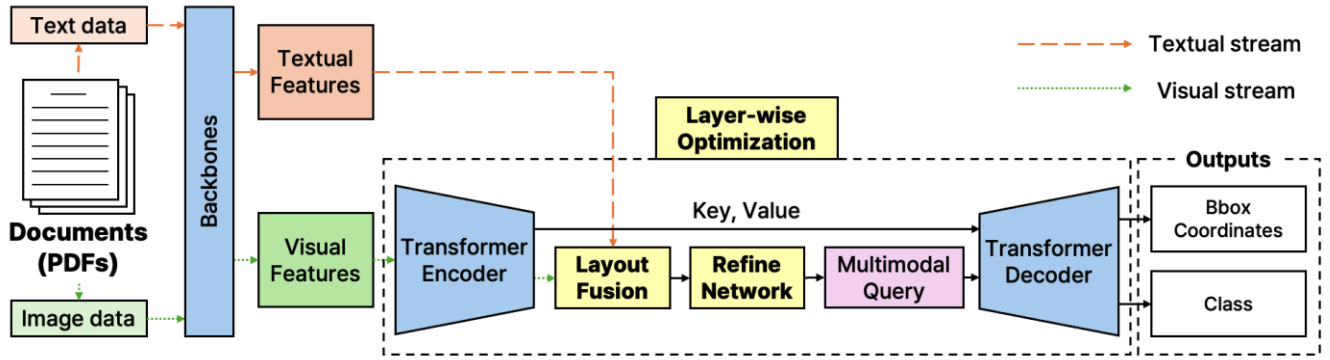 Text data
Documents
(PDFs)
Image data
Backbones
Textual
Features
Visual
Features
Textual stream
Visual stream
Layer-wise
Optimization
Transformer
Encoder
Key, Value
Layout
Fusion
Refine
Network
Multimodal
Query
Transformer
Decoder
Outputs
Bbox
Coordinates
Class